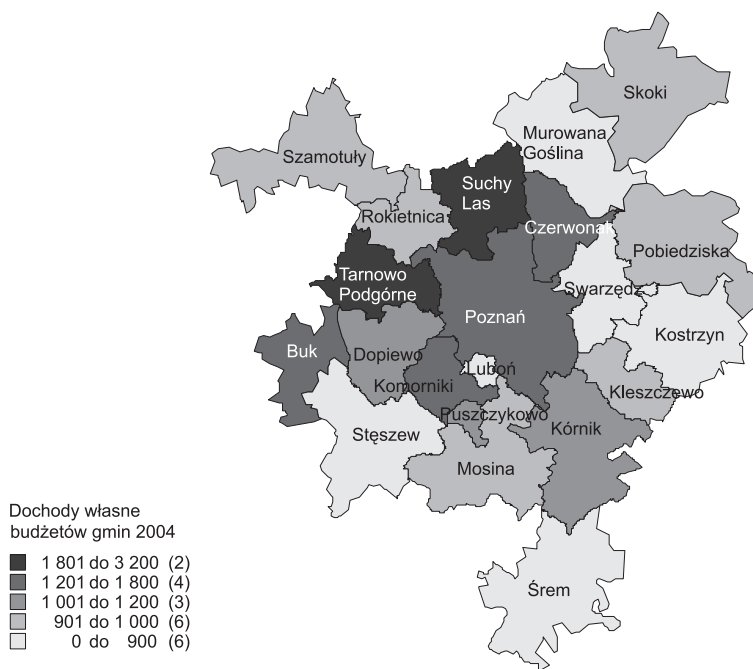 Skoki
Murowana
Goślina
Szamotuły
Suchy
Las
Rokietnica
Czerwonak
Pobiedziska
Tarnowo
Podgórne
Swarzędz
Poznań
Kostrzyn
Buk
Dopiewo
Luboń
Komorniki
Kleszczewo
Puszczykowo
Stęszew
Kórnik
Mosina
Śrem
Dochody własne
budżetów gmin 2004
1 801 do 3 200 (2)
1 201 do 1 800 (4)
1 001 do 1 200 (3)
901 do 1 000 (6)
0 do 900 (6)